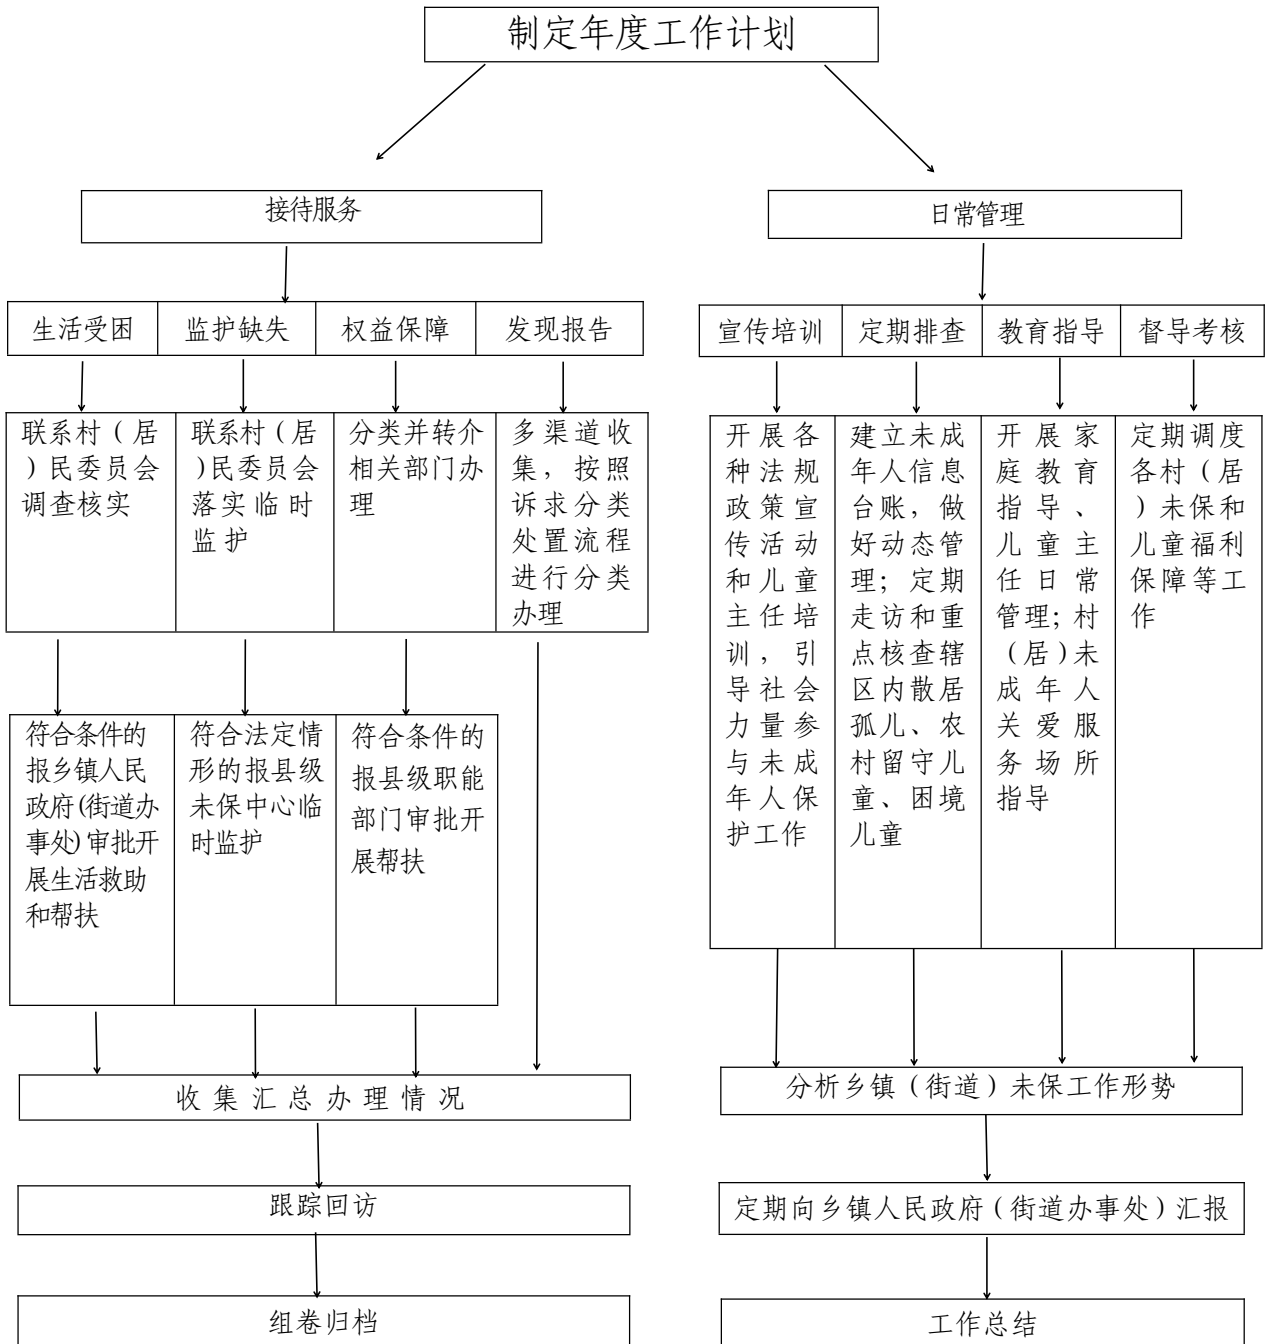 制定年度工作计划
接待服务
日常管理
生活受困
监护缺失
权益保障
发现报告
宣传培训
定期排查
教育指导
督导考核
联系村（居
）民委员会
调查核实
联系村（居
）民委员会
落实临时
监护
分类并转介
相关部门办
理
多渠道收
集，按照
诉求分类
处置流程
进行分类
办理
开展各
种法规
政策宣
传活动
和儿童
主任培
训，引
导社会
力量参
与未成
年人保
护工作
建立未成
年人信息
台账，做
好动态管
理；定期
走访和重
点核查辖
区内散居
孤儿、农
村留守儿
童、困境
儿童
开展家
庭教育
指导、
儿童主
任日常
管理；村
（居）未
成年人
关爱服
务场所
指导
定期调度
各村（居
）未保和
儿童福利
保障等工
作
符合条件的
报乡镇人民
政府(街道办
事处)审批开
展生活救助
和帮扶
符合法定情
形的报县级
未保中心临
时监护
符合条件的
报县级职能
部门审批开
展帮扶
收集汇总办理情况
分析乡镇（街道）未保工作形势
跟踪回访
定期向乡镇人民政府（街道办事处）汇报
组卷归档
工作总结